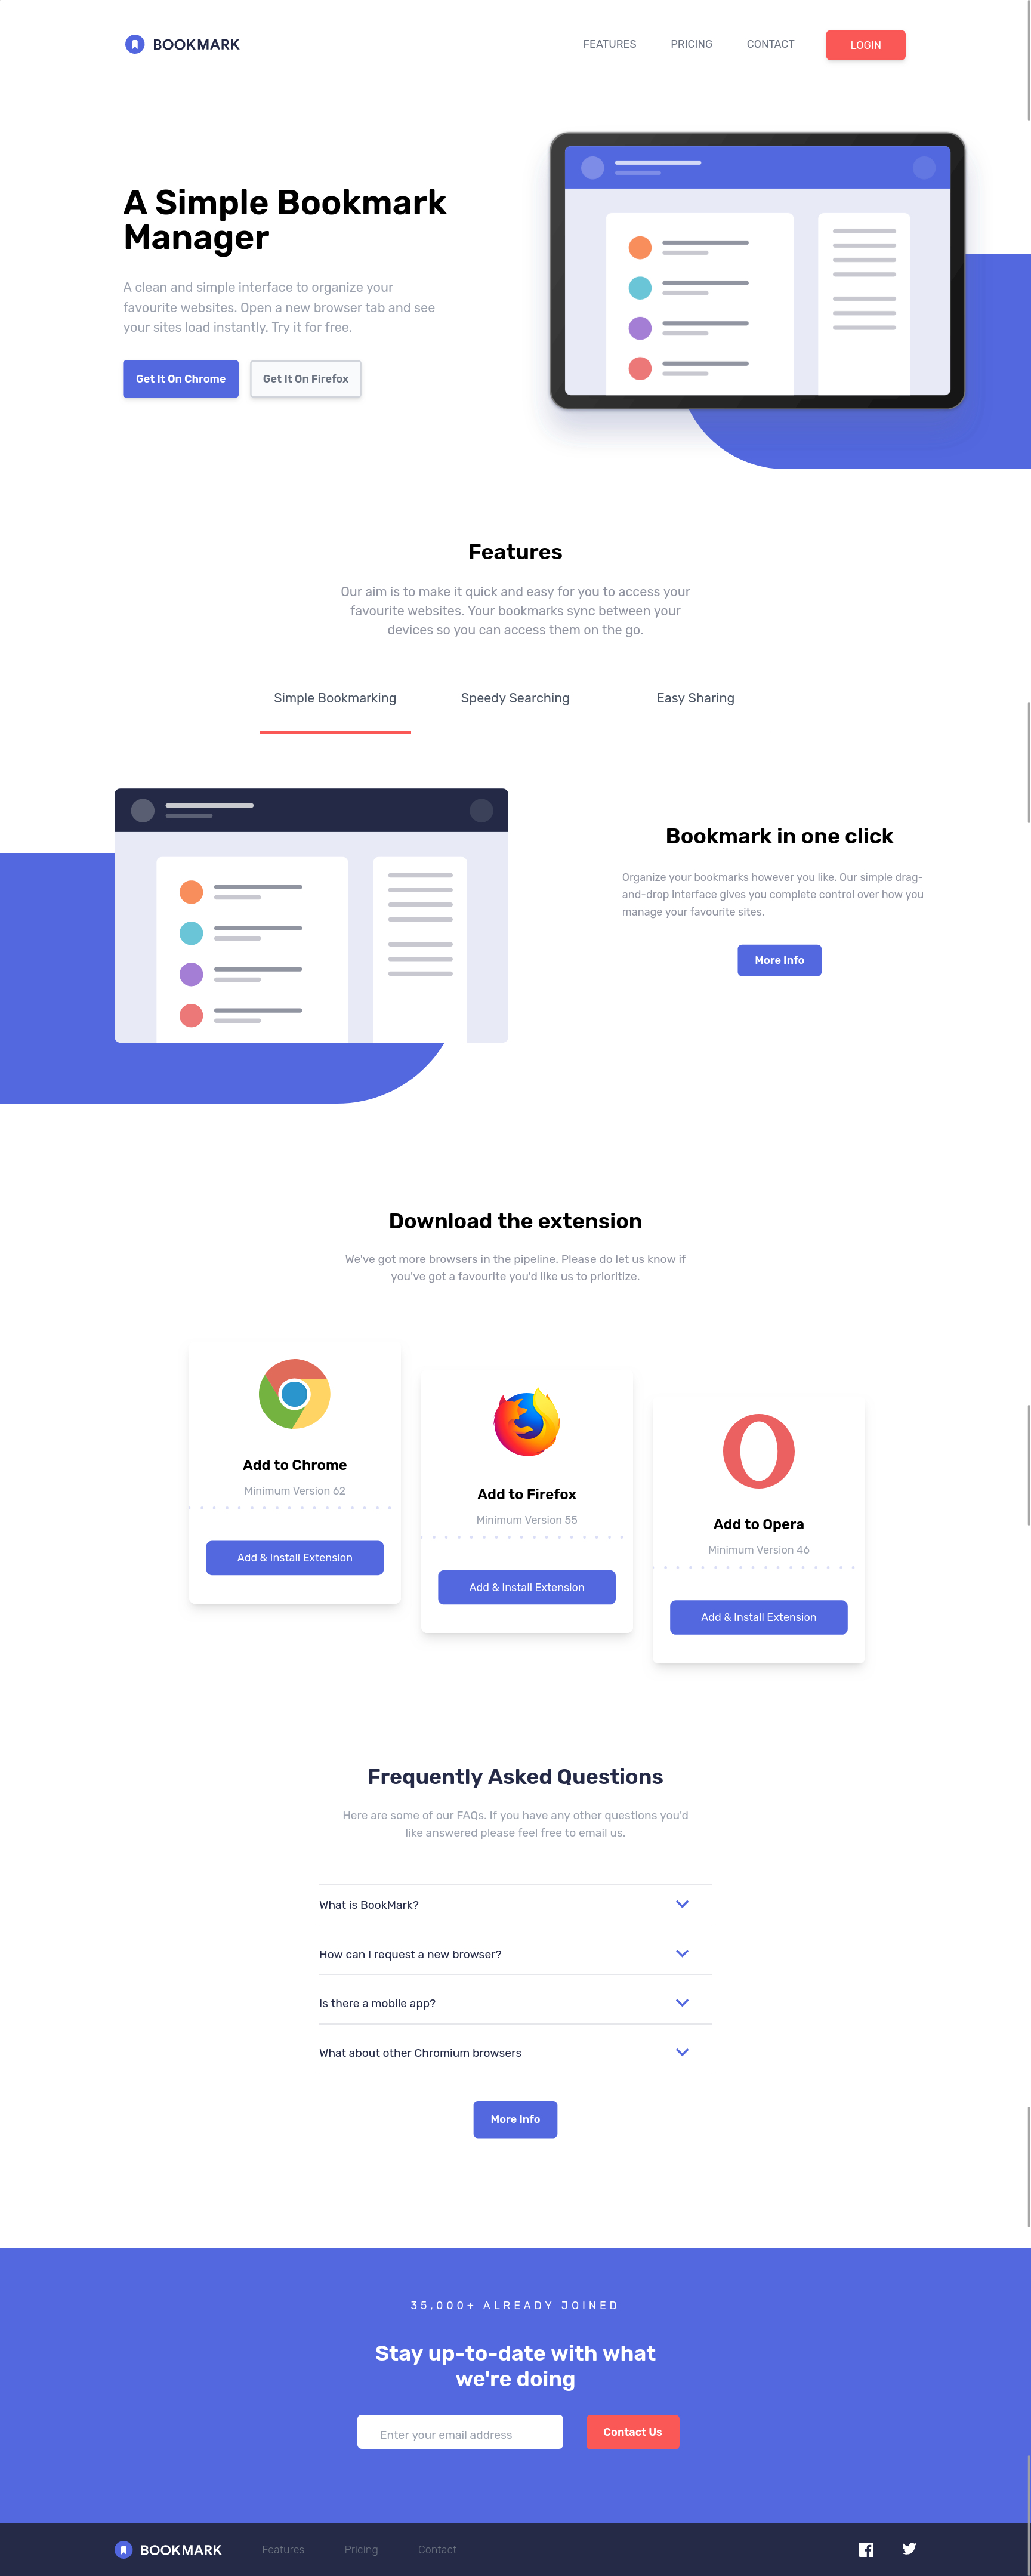 BOOKMARK
FEATURES
PRICING
CONTACT
LOGIN
A Simple Bookmark
Manager
A clean and simple interface to organize your
favourite websites. Open a new browser tab and see
your sites load instantly. Try it for free.
Get It On Chrome
Get It On Firefox
Features
Our aim is to make it quick and easy for you to access your
favourite websites. Your bookmarks sync between your
devices so you can access them on the go.
Simple Bookmarking
Speedy Searching
Easy Sharing
Bookmark in one click
Organize your bookmarks however you like. Our simple drag-
and-drop interface gives you complete control over how you
manage your favourite sites.
More Info
Download the extension
We've got more browsers in the pipeline. Please do let us know if
you've got a favourite you'd like us to prioritize.
Add to Chrome
Minimum Version 62
Add & Install Extension
Add to Firefox
Minimum Version 55
Add & Install Extension
Add to Opera
Minimum Version 46
Add & Install Extension
Frequently Asked Questions
Here are some of our FAQs. If you have any other questions you'd
like answered please feel free to email us.
What is BookMark?
How can I request a new browser?
Is there a mobile app?
What about other Chromium browsers
More Info
35,000+ ALREADY JOINED
Stay up-to-date with what
we're doing
Enter your email address
Contact Us
BOOKMARK
Features
Pricing
Contact